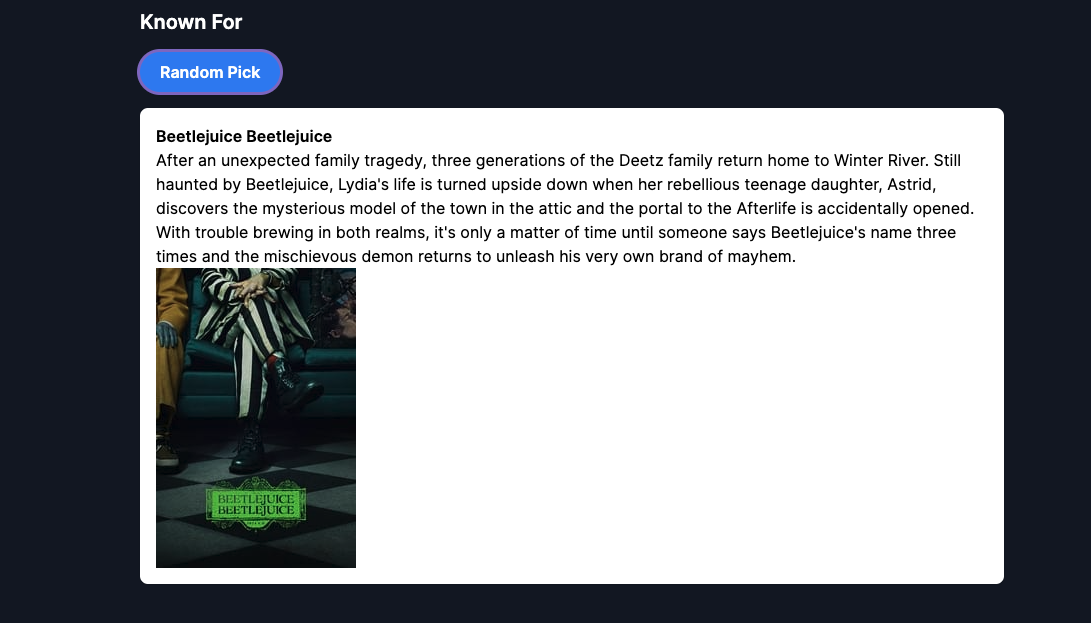 Known For
Random Pick
Beetlejuice Beetlejuice
After an unexpected family tragedy, three generations of the Deetz family return home to Winter River. Still
haunted by Beetlejuice, Lydia's life is turned upside down when her rebellious teenage daughter, Astrid,
discovers the mysterious model of the town in the attic and the portal to the Afterlife is accidentally opened.
With trouble brewing in both realms, it's only a matter of time until someone says Beetlejuice's name three
times and the mischievous demon returns to unleash his very own brand of mayhem.
BEETLEJUICE
BEETLEJUICE